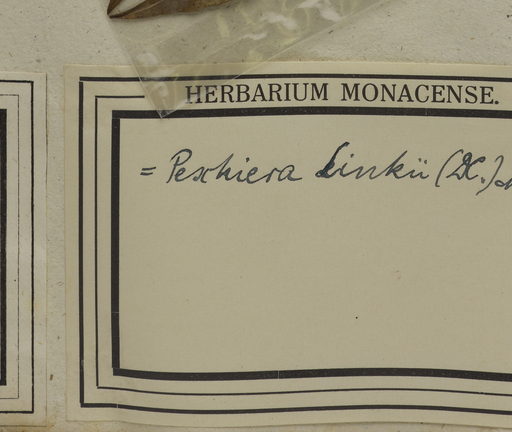 HERBARIUM MONACENSE.
= Peschiera Linkii (DC.)